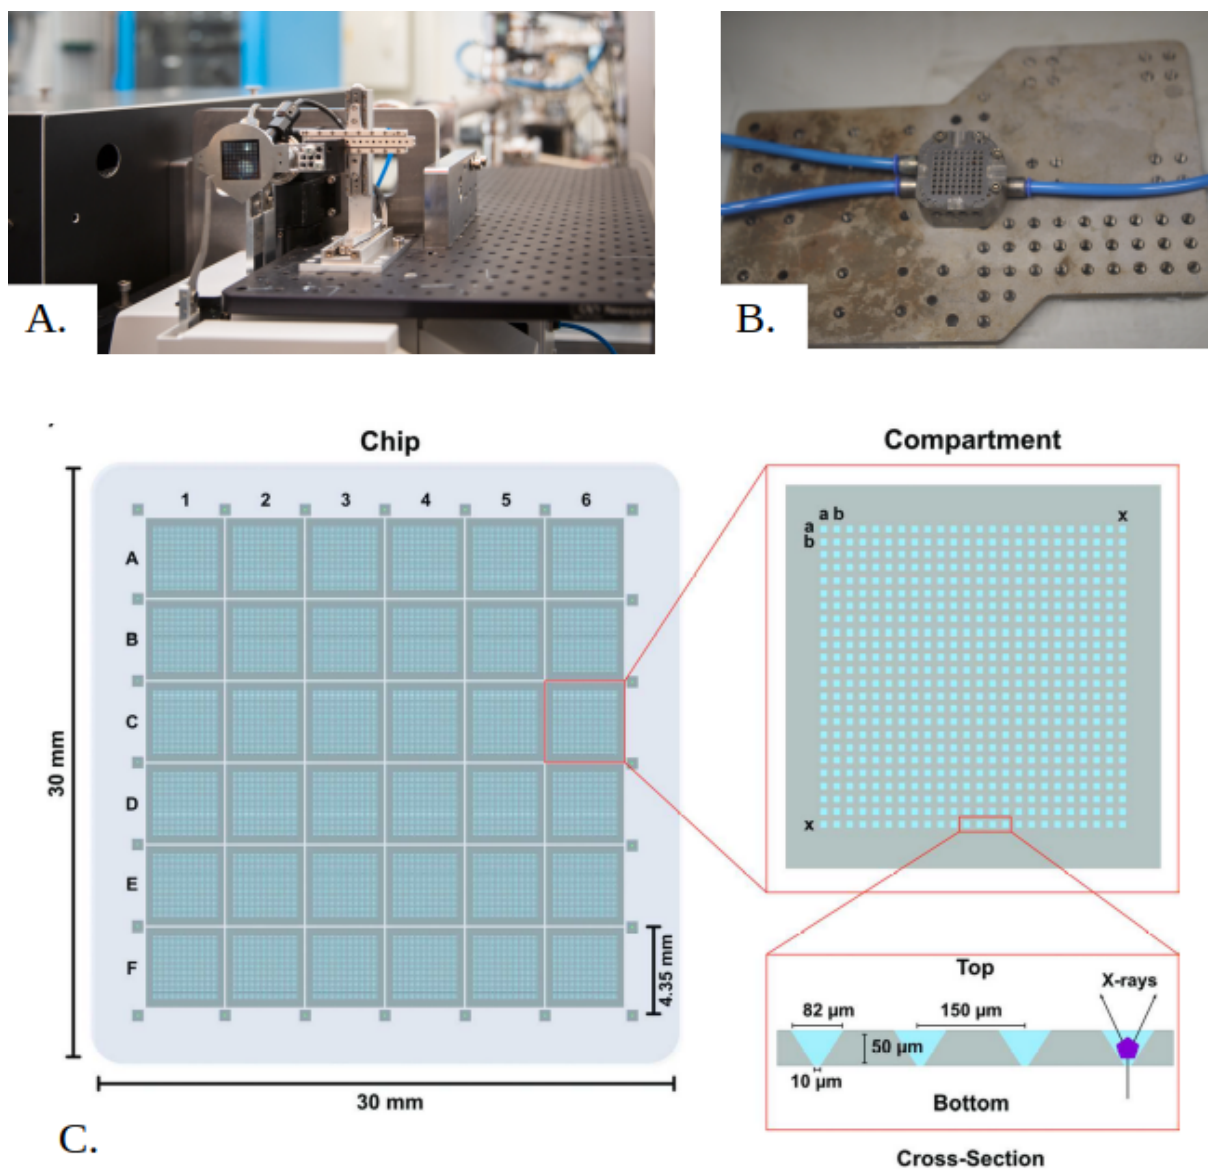 A.
B.
Chip
1 2 3 4 5 6
A
B
C
D
E
F
30 mm
4.35 mm
30 mm
C.
Compartment
a b x
a
b
x
Top
X-rays
82 µm
150 µm
50 µm
10 µm
Bottom
Cross-Section